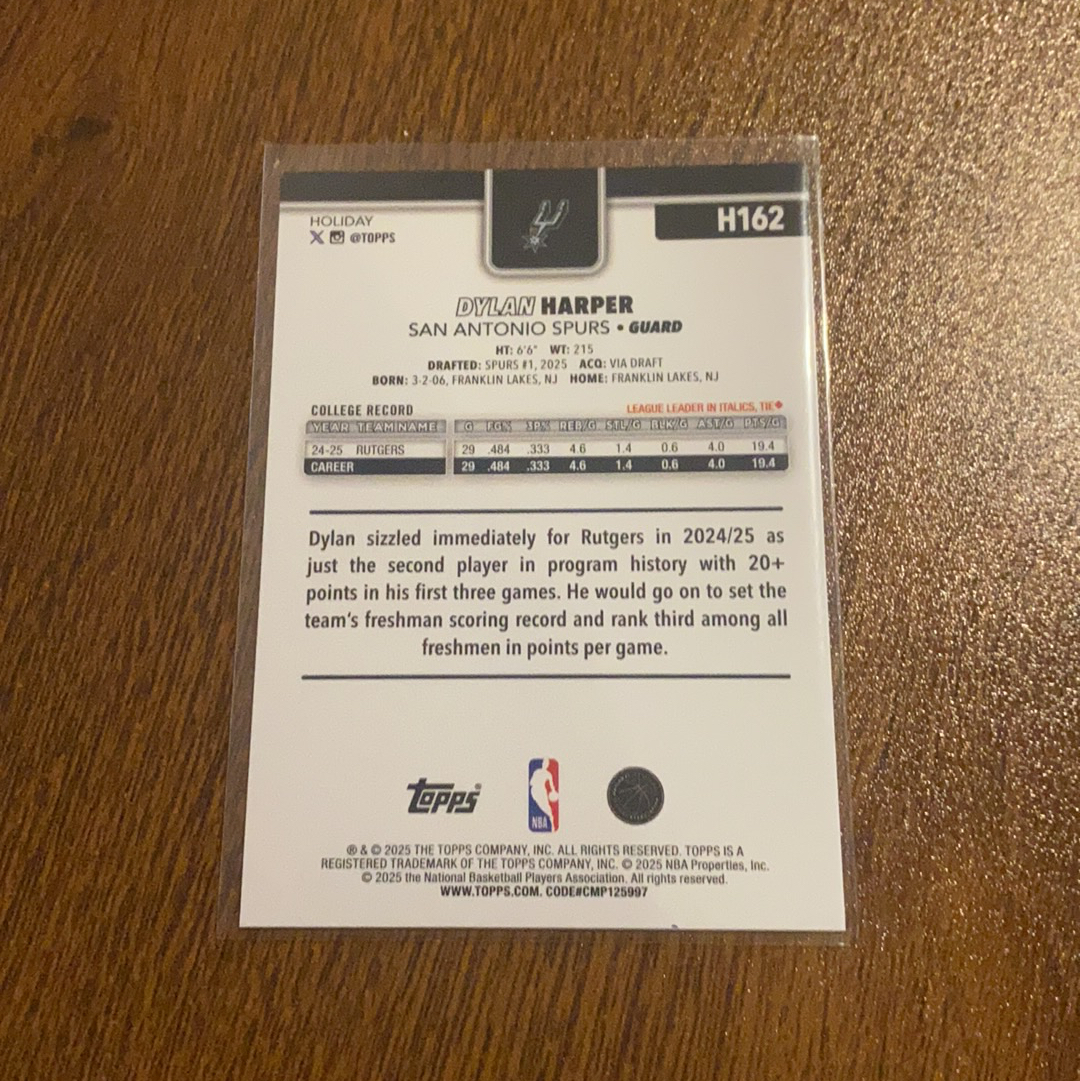 HOLIDAY
@TOPPS
H162
DYLAN HARPER
SAN ANTONIO SPURS • GUARD
HT: 6'6" WT: 215
DRAFTED: SPURS #1, 2025 ACQ: VIA DRAFT
BORN: 3-2-06, FRANKLIN LAKES, NJ HOME: FRANKLIN LAKES, NJ
COLLEGE RECORD LEAGUE LEADER IN ITALICS, TIE♦
YEAR TEAM NAME G FG% 3P% REB/G STL/G BLK/G AST/G PTS/G
24-25 RUTGERS 29 .484 .333 4.6 1.4 0.6 4.0 19.4
CAREER 29 .484 .333 4.6 1.4 0.6 4.0 19.4
Dylan sizzled immediately for Rutgers in 2024/25 as
just the second player in program history with 20+
points in his first three games. He would go on to set the
team's freshman scoring record and rank third among all
freshmen in points per game.
Topps
NBA
® & © 2025 THE TOPPS COMPANY, INC. ALL RIGHTS RESERVED. TOPPS IS A
REGISTERED TRADEMARK OF THE TOPPS COMPANY, INC. © 2025 NBA Properties, Inc.
© 2025 the National Basketball Players Association. All rights reserved.
WWW.TOPPS.COM. CODE#CMP125997